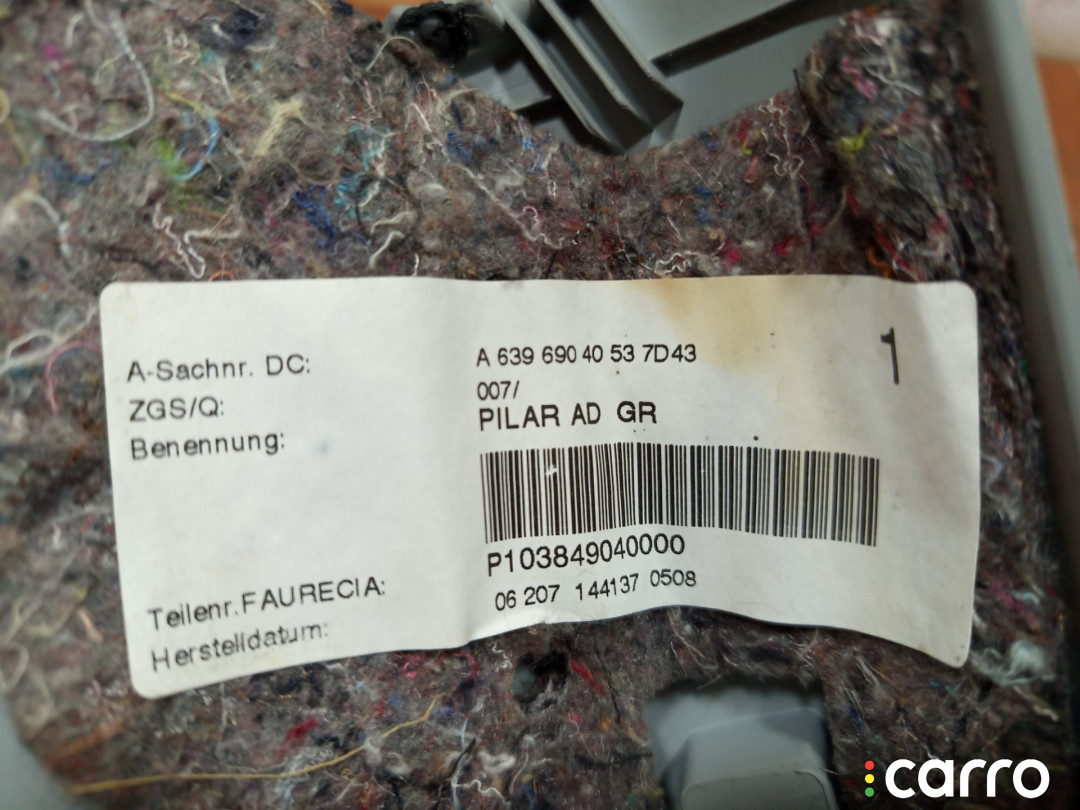 A-Sachnr. DC: A 639 690 40 53 7D43 1
ZGS/Q: 007/
Benennung: PILAR AD GR
Teilenr.FAURECIA: P103849040000
Herstelldatum: 06 207 144137 0508
carro